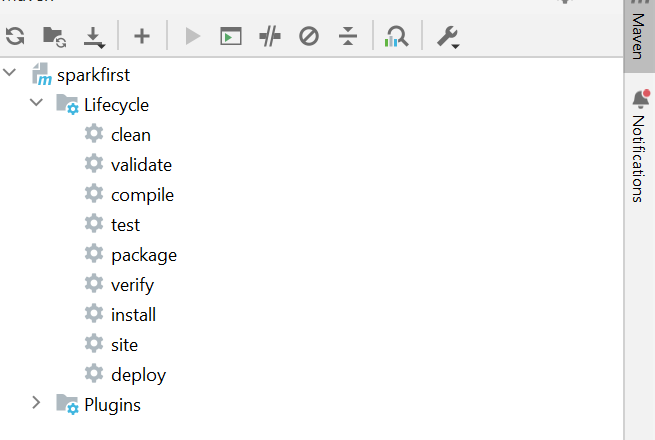 sparkfirst
Lifecycle
clean
validate
compile
test
package
verify
install
site
deploy
Plugins
Maven
Notifications